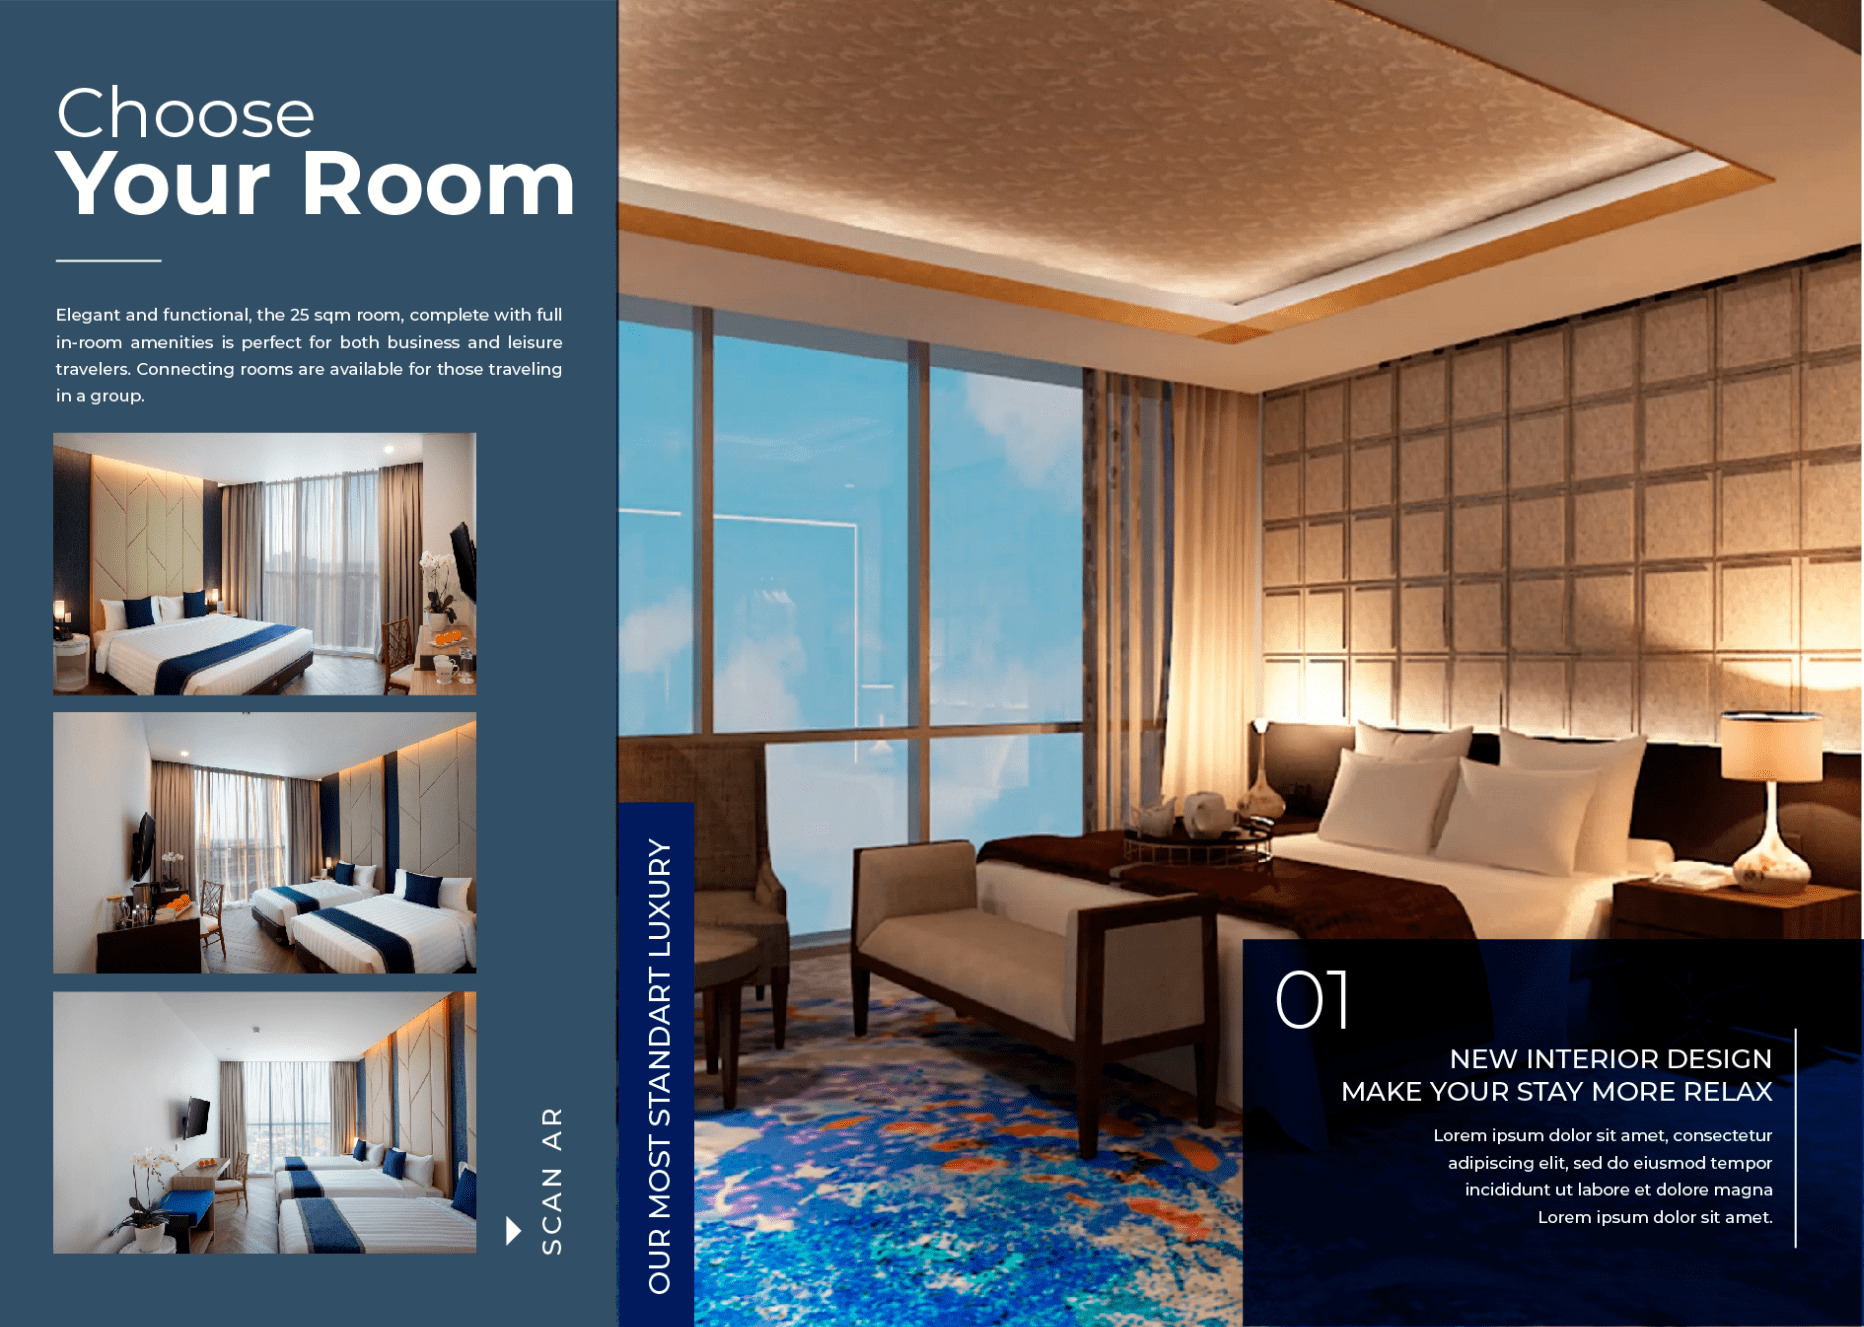 Choose
Your Room
Elegant and functional, the 25 sqm room, complete with full
in-room amenities is perfect for both business and leisure
travelers. Connecting rooms are available for those traveling
in a group.
SCAN AR
OUR MOST STANDART LUXURY
01
NEW INTERIOR DESIGN
MAKE YOUR STAY MORE RELAX
Lorem ipsum dolor sit amet, consectetur
adipiscing elit, sed do eiusmod tempor
incididunt ut labore et dolore magna
Lorem ipsum dolor sit amet.